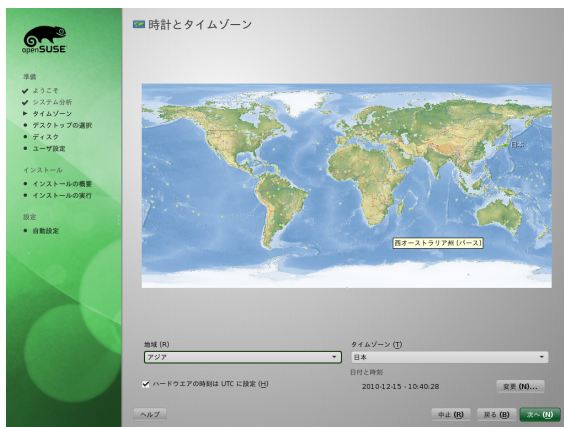 openSUSE
時計とタイムゾーン
準備
ようこそ
システム分析
タイムゾーン
デスクトップの選択
ディスク
ユーザ設定
インストール
インストールの概要
インストールの実行
設定
自動設定
日本
西オーストラリア州 (パース)
地域 (R)
アジア
タイムゾーン (T)
日本
日付と時刻
ハードウエアの時刻は UTC に設定 (H)
2010-12-15 - 10:40:28
変更 (N)...
ヘルプ
中止 (R)
戻る (B)
次へ (N)